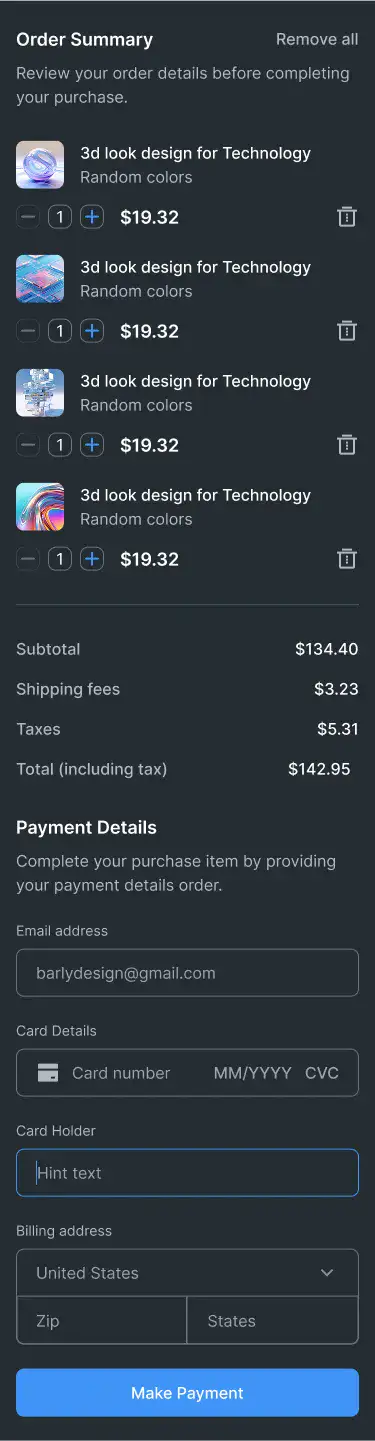 Order Summary
Remove all
Review your order details before completing
your purchase.
3d look design for Technology
Random colors
1
$19.32
3d look design for Technology
Random colors
1
$19.32
3d look design for Technology
Random colors
1
$19.32
3d look design for Technology
Random colors
1
$19.32
Subtotal $134.40
Shipping fees $3.23
Taxes $5.31
Total (including tax) $142.95
Payment Details
Complete your purchase item by providing
your payment details order.
Email address
barlydesign@gmail.com
Card Details
Card number MM/YYYY CVC
Card Holder
Hint text
Billing address
United States
Zip States
Make Payment